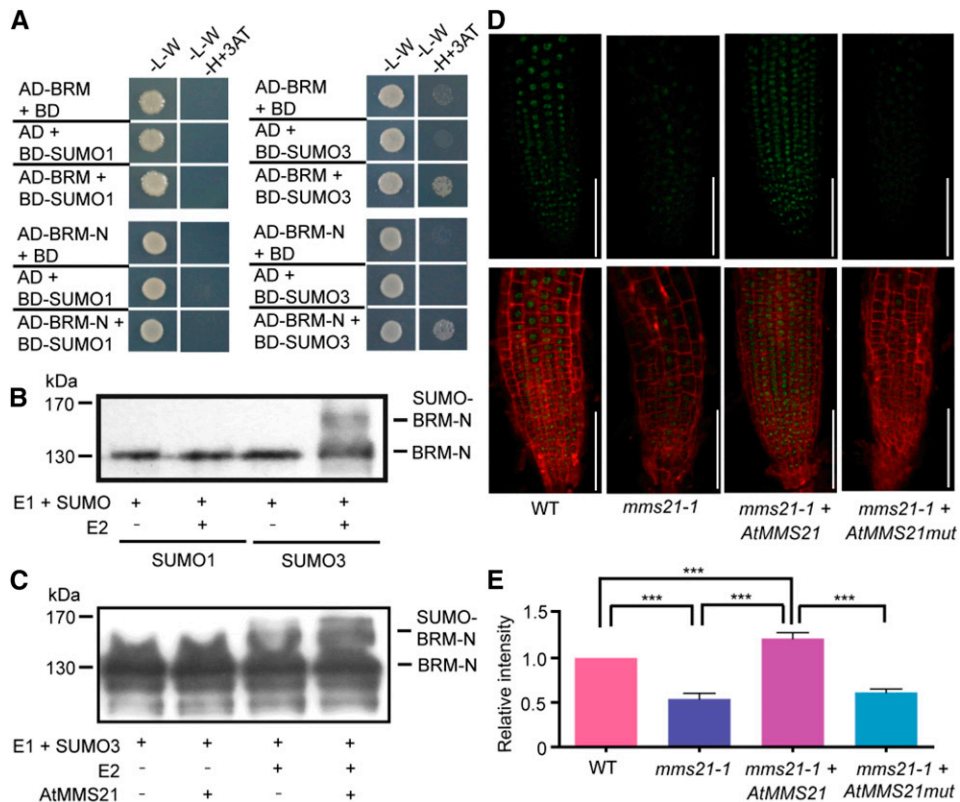 A
-L-W
-L-W
-H+3AT
-L-W
-L-W
-H+3AT
AD-BRM
+ BD
AD +
BD-SUMO1
AD-BRM +
BD-SUMO1
AD-BRM-N
+ BD
AD +
BD-SUMO1
AD-BRM-N +
BD-SUMO1
AD-BRM
+ BD
AD +
BD-SUMO3
AD-BRM +
BD-SUMO3
AD-BRM-N
+ BD
AD +
BD-SUMO3
AD-BRM-N +
BD-SUMO3
B
kDa
170
130
SUMO-
BRM-N
BRM-N
E1 + SUMO + + + +
E2 - + - +
SUMO1 SUMO3
C
kDa
170
130
SUMO-
BRM-N
BRM-N
E1 + SUMO3 + + + +
E2 - - + +
AtMMS21 - + - +
D
WT
mms21-1
mms21-1 +
AtMMS21
mms21-1 +
AtMMS21mut
E
Relative intensity
1.5
1.0
0.5
0
***
*** *** ***
WT
mms21-1
mms21-1 +
AtMMS21
mms21-1 +
AtMMS21mut